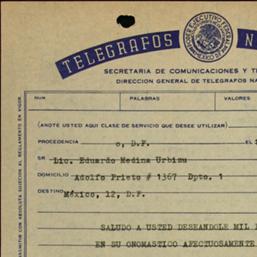 TELEGRAFOS N
SECRETARIA DE COMUNICACIONES Y T
DIRECCION GENERAL DE TELEGRAFOS NA
NUM PALABRAS VALORES
(ANOTE USTED AQUI CLASE DE SERVICIO QUE DESEE UTILIZAR)
PROCEDENCIA o, D.F.
SR Lic. Eduardo Medina Urbizu
DOMICILIO Adolfo Prieto # 1367 Dpto. 1
DESTINO México, 12, D.F.
SALUDO A USTED DESEANDOLE MIL
EN SU ONOMASTICO AFECTUOSAMENTE